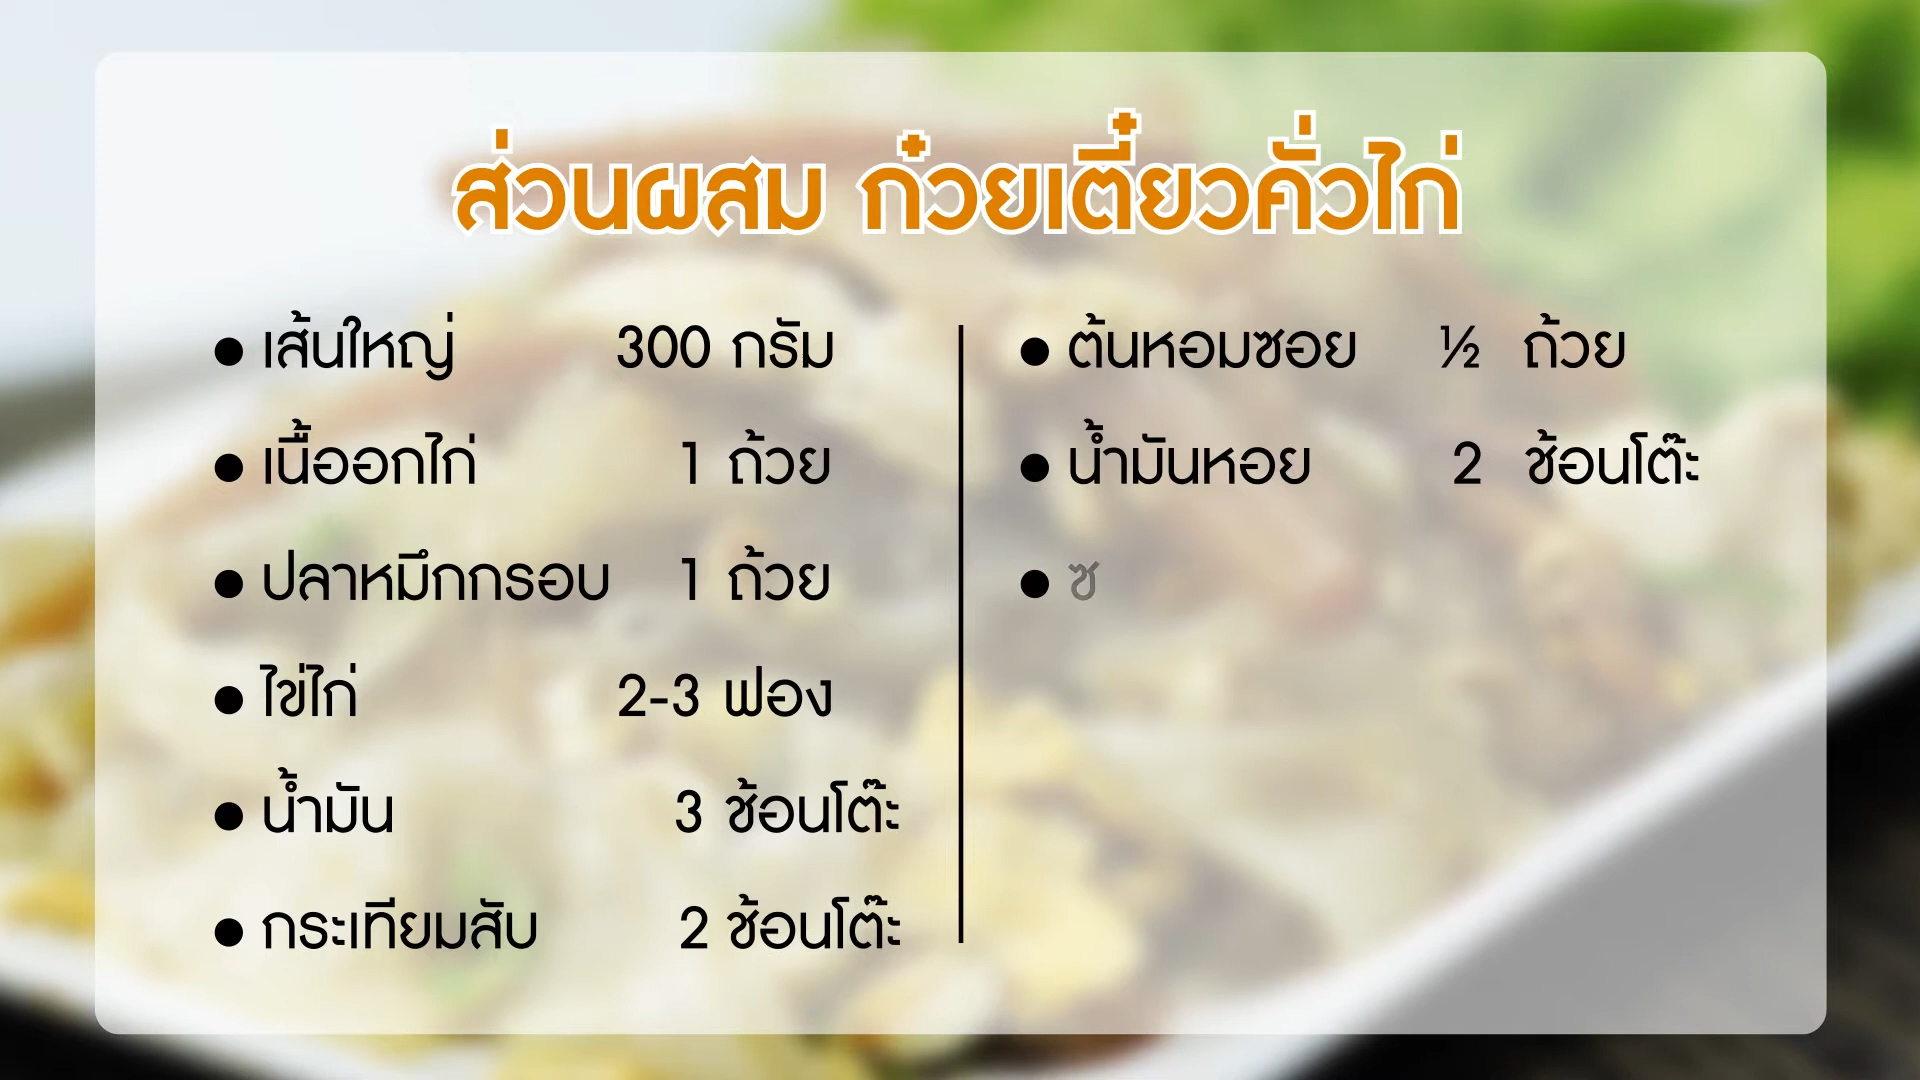 ส่วนผสม ก๋วยเตี๋ยวคั่วไก่
● เส้นใหญ่ 300 กรัม
● เนื้ออกไก่ 1 ถ้วย
● ปลาหมึกกรอบ 1 ถ้วย
● ไข่ไก่ 2-3 ฟอง
● น้ำมัน 3 ช้อนโต๊ะ
● กระเทียมสับ 2 ช้อนโต๊ะ
● ต้นหอมซอย ½ ถ้วย
● น้ำมันหอย 2 ช้อนโต๊ะ
● ซ